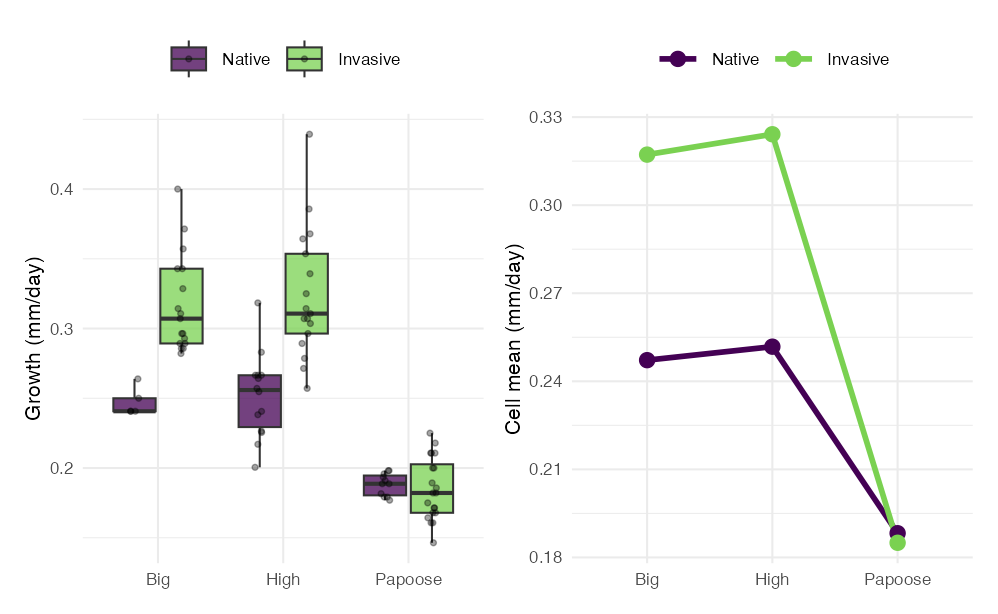 Native Invasive
Growth (mm/day)
0.4
0.3
0.2
Big High Papoose
Native Invasive
Cell mean (mm/day)
0.33
0.30
0.27
0.24
0.21
0.18
Big High Papoose